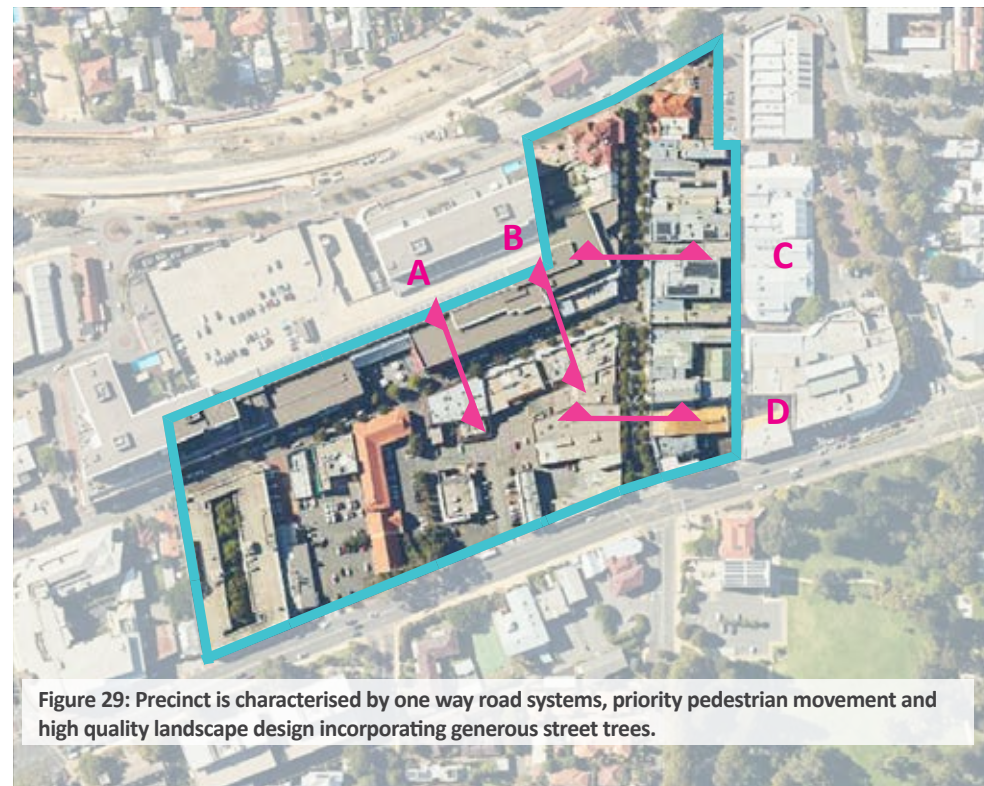 B
A
C
D
Figure 29: Precinct is characterised by one way road systems, priority pedestrian movement and
high quality landscape design incorporating generous street trees.